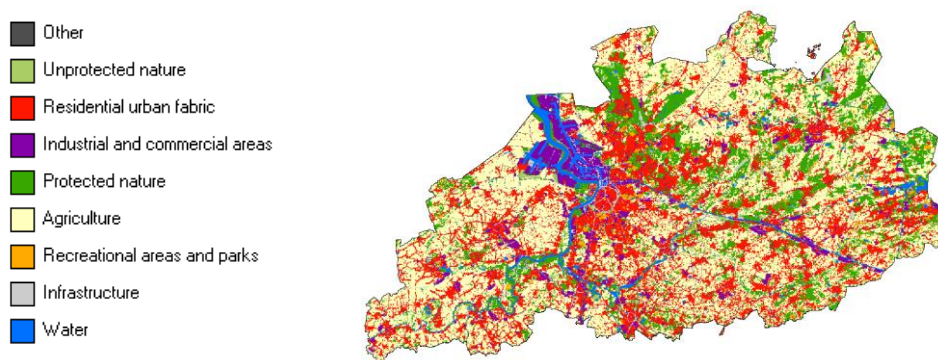 Other
Unprotected nature
Residential urban fabric
Industrial and commercial areas
Protected nature
Agriculture
Recreational areas and parks
Infrastructure
Water